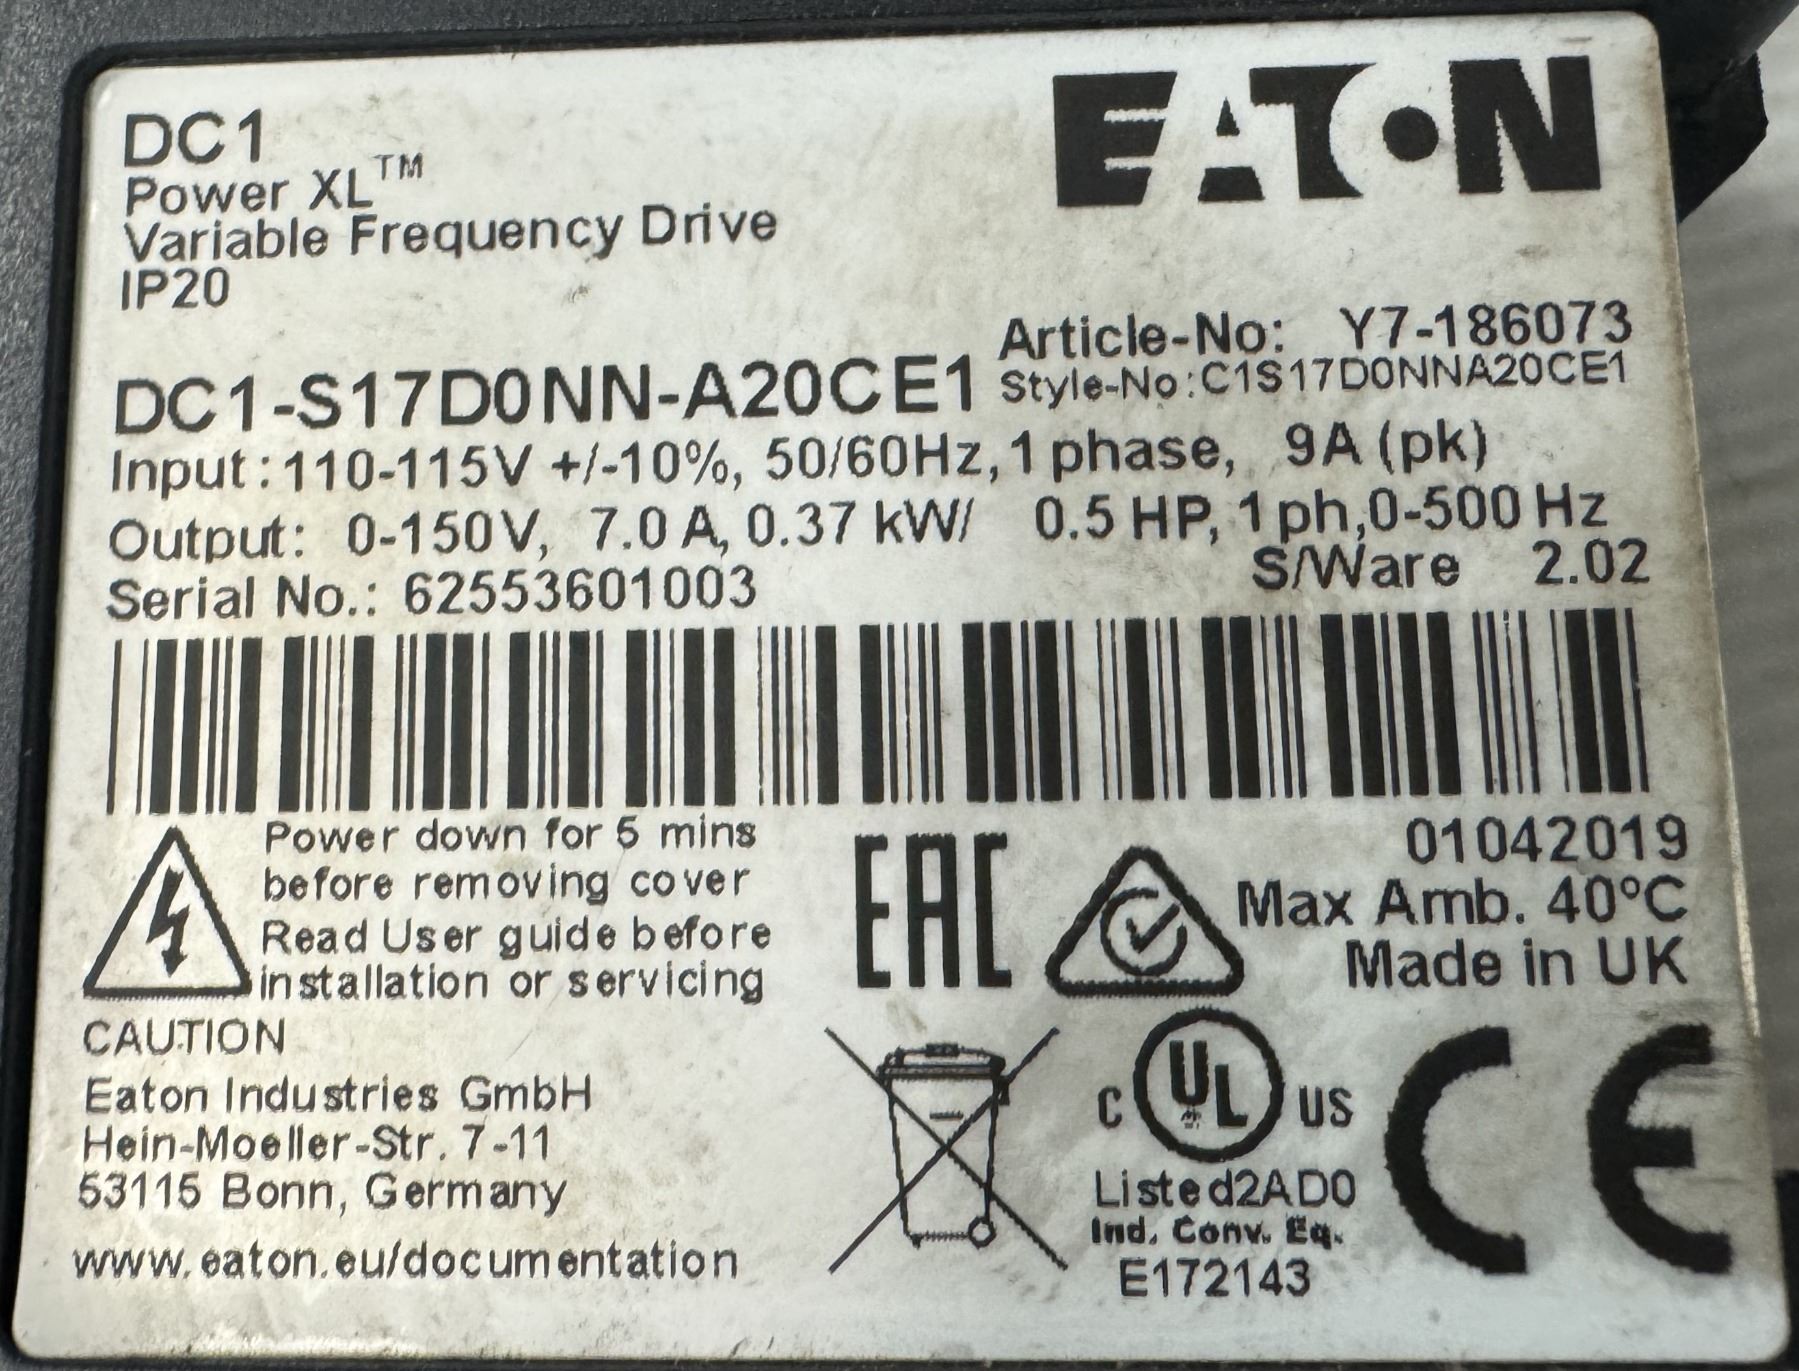 EATON
DC1
Power XL™
Variable Frequency Drive
IP20
Article-No: Y7-186073
DC1-S17D0NN-A20CE1 Style-No:C1S17D0NNA20CE1
Input:110-115V +/-10%, 50/60Hz, 1 phase, 9A (pk)
Output: 0-150V, 7.0 A, 0.37 kW/ 0.5 HP, 1 ph,0-500 Hz
Serial No.: 62553601003 S/Ware 2.02
Power down for 5 mins
before removing cover
Read User guide before
installation or servicing
EAC
01042019
Max Amb. 40°C
Made in UK
CAUTION
Eaton Industries GmbH
Hein-Moeller-Str. 7-11
53115 Bonn, Germany
www.eaton.eu/documentation
C UL US
Listed2AD0
Ind. Conv. Eq.
E172143
CE